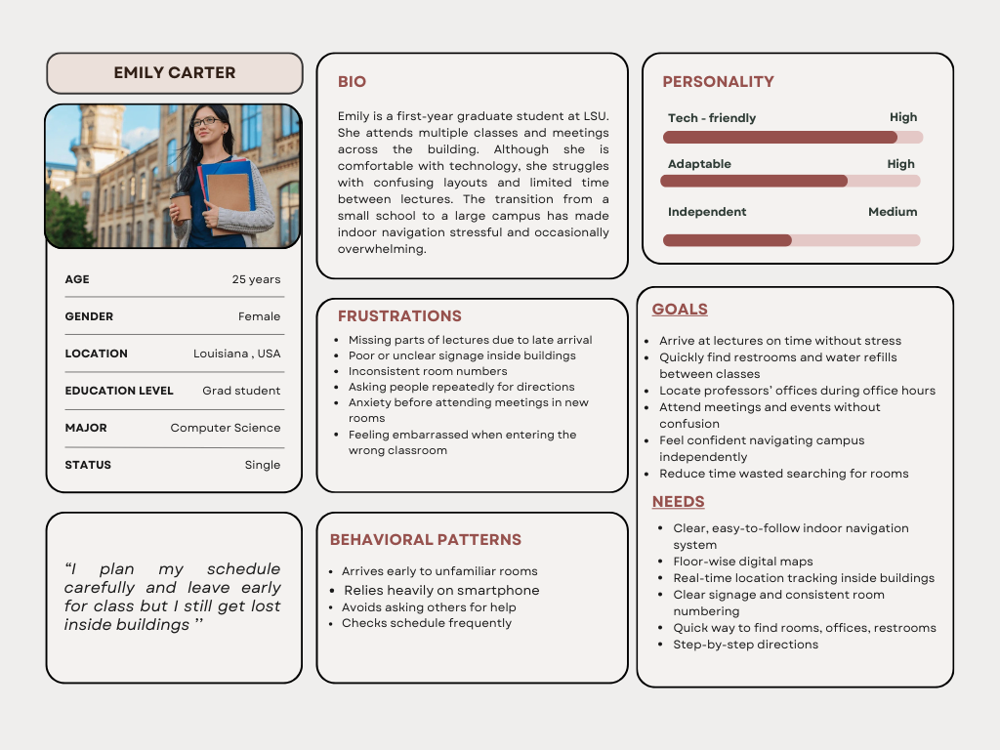 EMILY CARTER
AGE 25 years
GENDER Female
LOCATION Louisiana , USA
EDUCATION LEVEL Grad student
MAJOR Computer Science
STATUS Single
“I plan my schedule
carefully and leave early
for class but I still get lost
inside buildings ’’
BIO
Emily is a first-year graduate student at LSU.
She attends multiple classes and meetings
across the building. Although she is
comfortable with technology, she struggles
with confusing layouts and limited time
between lectures. The transition from a
small school to a large campus has made
indoor navigation stressful and occasionally
overwhelming.
FRUSTRATIONS
• Missing parts of lectures due to late arrival
• Poor or unclear signage inside buildings
• Inconsistent room numbers
• Asking people repeatedly for directions
• Anxiety before attending meetings in new
rooms
• Feeling embarrassed when entering the
wrong classroom
BEHAVIORAL PATTERNS
• Arrives early to unfamiliar rooms
• Relies heavily on smartphone
• Avoids asking others for help
• Checks schedule frequently
PERSONALITY
Tech - friendly High
Adaptable High
Independent Medium
GOALS
• Arrive at lectures on time without stress
• Quickly find restrooms and water refills
between classes
• Locate professors’ offices during office hours
• Attend meetings and events without
confusion
• Feel confident navigating campus
independently
• Reduce time wasted searching for rooms
NEEDS
• Clear, easy-to-follow indoor navigation
system
• Floor-wise digital maps
• Real-time location tracking inside buildings
• Clear signage and consistent room
numbering
• Quick way to find rooms, offices, restrooms
• Step-by-step directions